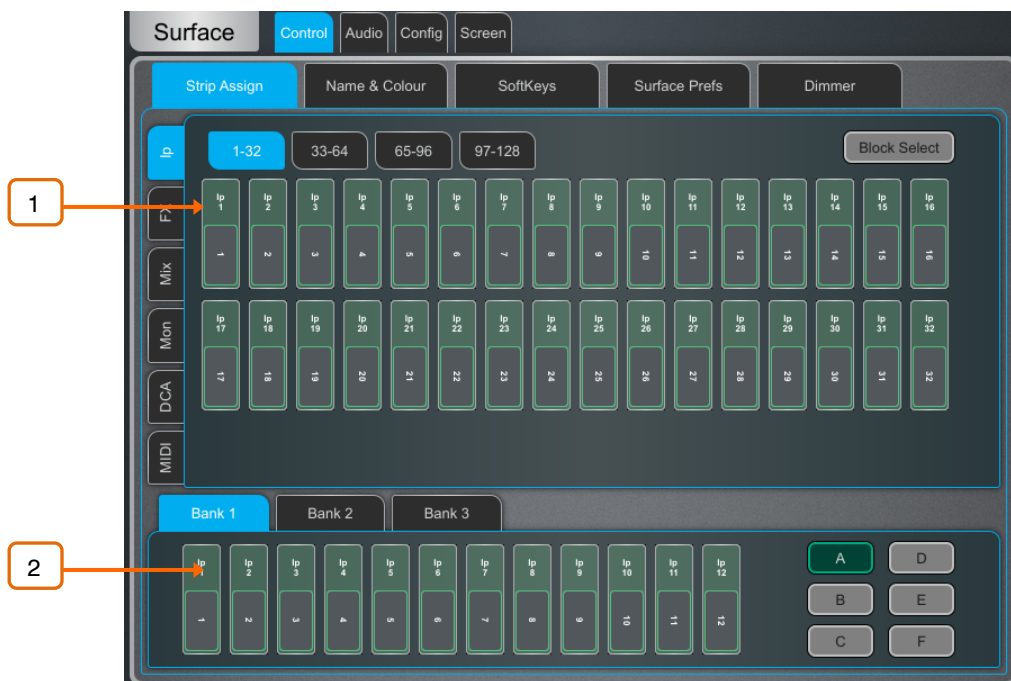 Surface Control Audio Config Screen
Strip Assign Name & Colour SoftKeys Surface Prefs Dimmer
Ip
FX
Mix
Mon
DCA
MIDI
1-32 33-64 65-96 97-128 Block Select
1
Ip 1 Ip 2 Ip 3 Ip 4 Ip 5 Ip 6 Ip 7 Ip 8 Ip 9 Ip 10 Ip 11 Ip 12 Ip 13 Ip 14 Ip 15 Ip 16
1 2 3 4 5 6 7 8 9 10 11 12 13 14 15 16
Ip 17 Ip 18 Ip 19 Ip 20 Ip 21 Ip 22 Ip 23 Ip 24 Ip 25 Ip 26 Ip 27 Ip 28 Ip 29 Ip 30 Ip 31 Ip 32
17 18 19 20 21 22 23 24 25 26 27 28 29 30 31 32
Bank 1 Bank 2 Bank 3
2
Ip 1 Ip 2 Ip 3 Ip 4 Ip 5 Ip 6 Ip 7 Ip 8 Ip 9 Ip 10 Ip 11 Ip 12
1 2 3 4 5 6 7 8 9 10 11 12
A D
B E
C F